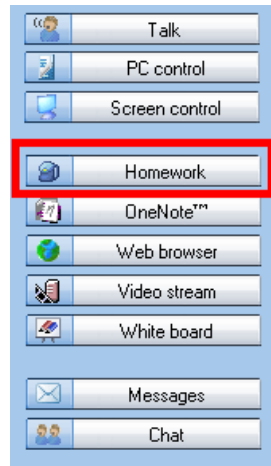 Talk
PC control
Screen control
Homework
OneNote™
Web browser
Video stream
White board
Messages
Chat